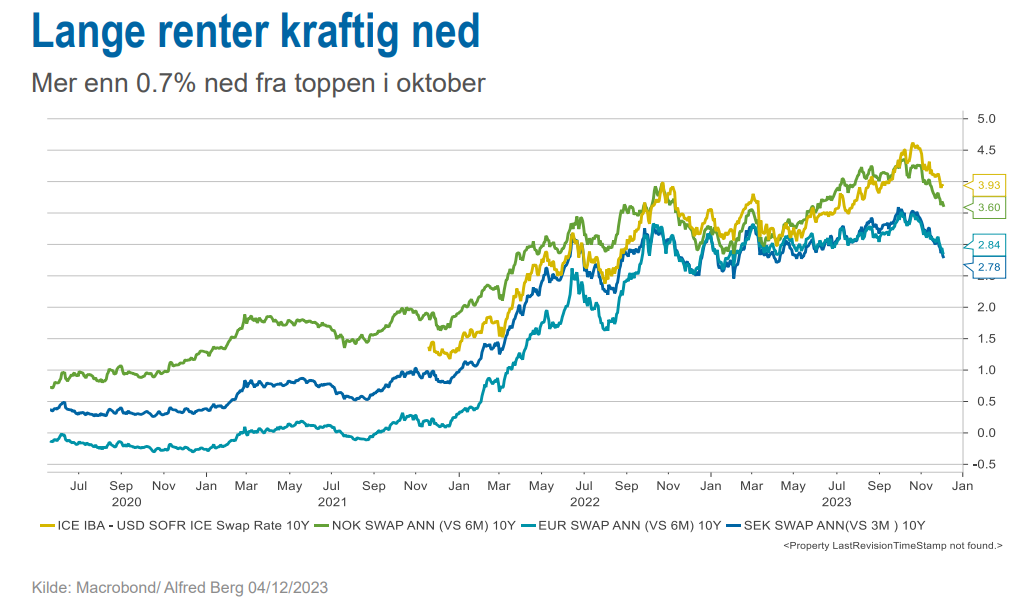 Lange renter kraftig ned
Mer enn 0.7% ned fra toppen i oktober
5.0
4.5
3.93
3.60
2.84
2.78
2.0
1.5
1.0
0.5
0.0
-0.5
Jul Sep Nov Jan Mar May Jul Sep Nov Jan Mar May Jul Sep Nov Jan Mar May Jul Sep Nov Jan
2020 2021 2022 2023
ICE IBA - USD SOFR ICE Swap Rate 10Y NOK SWAP ANN (VS 6M) 10Y EUR SWAP ANN (VS 6M) 10Y SEK SWAP ANN(VS 3M ) 10Y
<Property LastRevisionTimeStamp not found.>
Kilde: Macrobond/ Alfred Berg 04/12/2023